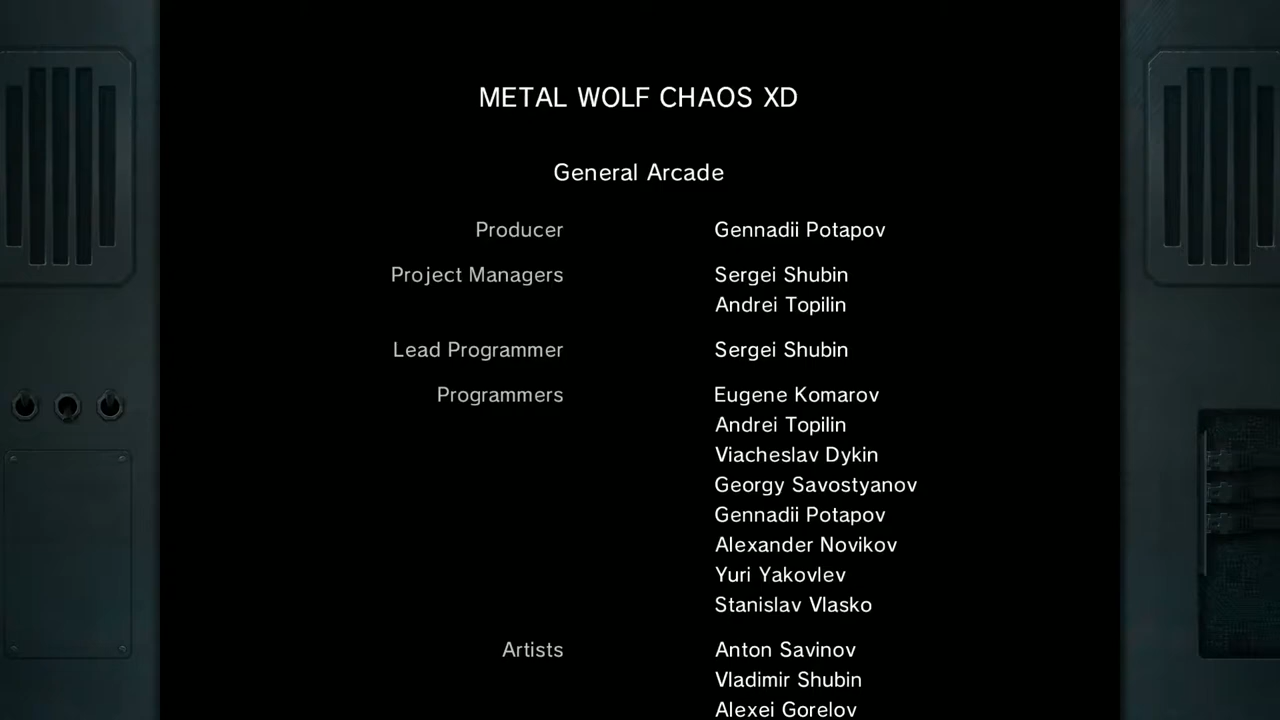 METAL WOLF CHAOS XD
General Arcade
Producer Gennadii Potapov
Project Managers Sergei Shubin
Andrei Topilin
Lead Programmer Sergei Shubin
Programmers Eugene Komarov
Andrei Topilin
Viacheslav Dykin
Georgy Savostyanov
Gennadii Potapov
Alexander Novikov
Yuri Yakovlev
Stanislav Vlasko
Artists Anton Savinov
Vladimir Shubin
Alexei Gorelov